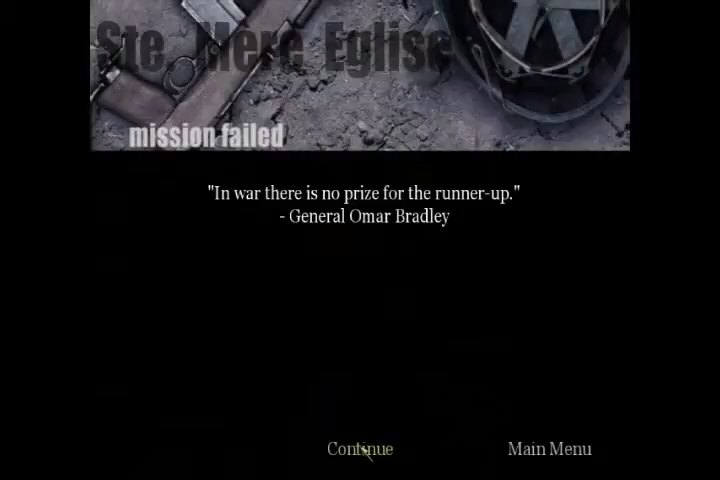 Ste. Mere Eglise
mission failed
"In war there is no prize for the runner-up."
- General Omar Bradley
Continue
Main Menu